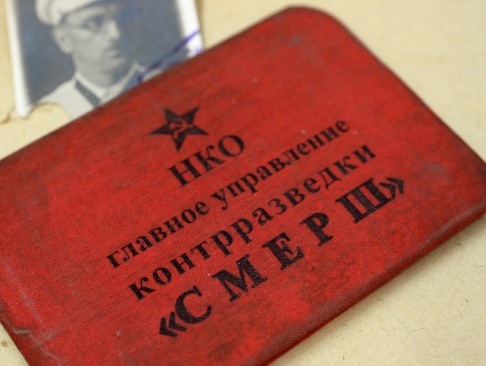 НКО
главное управление
контрразведки
«СМЕРШ»